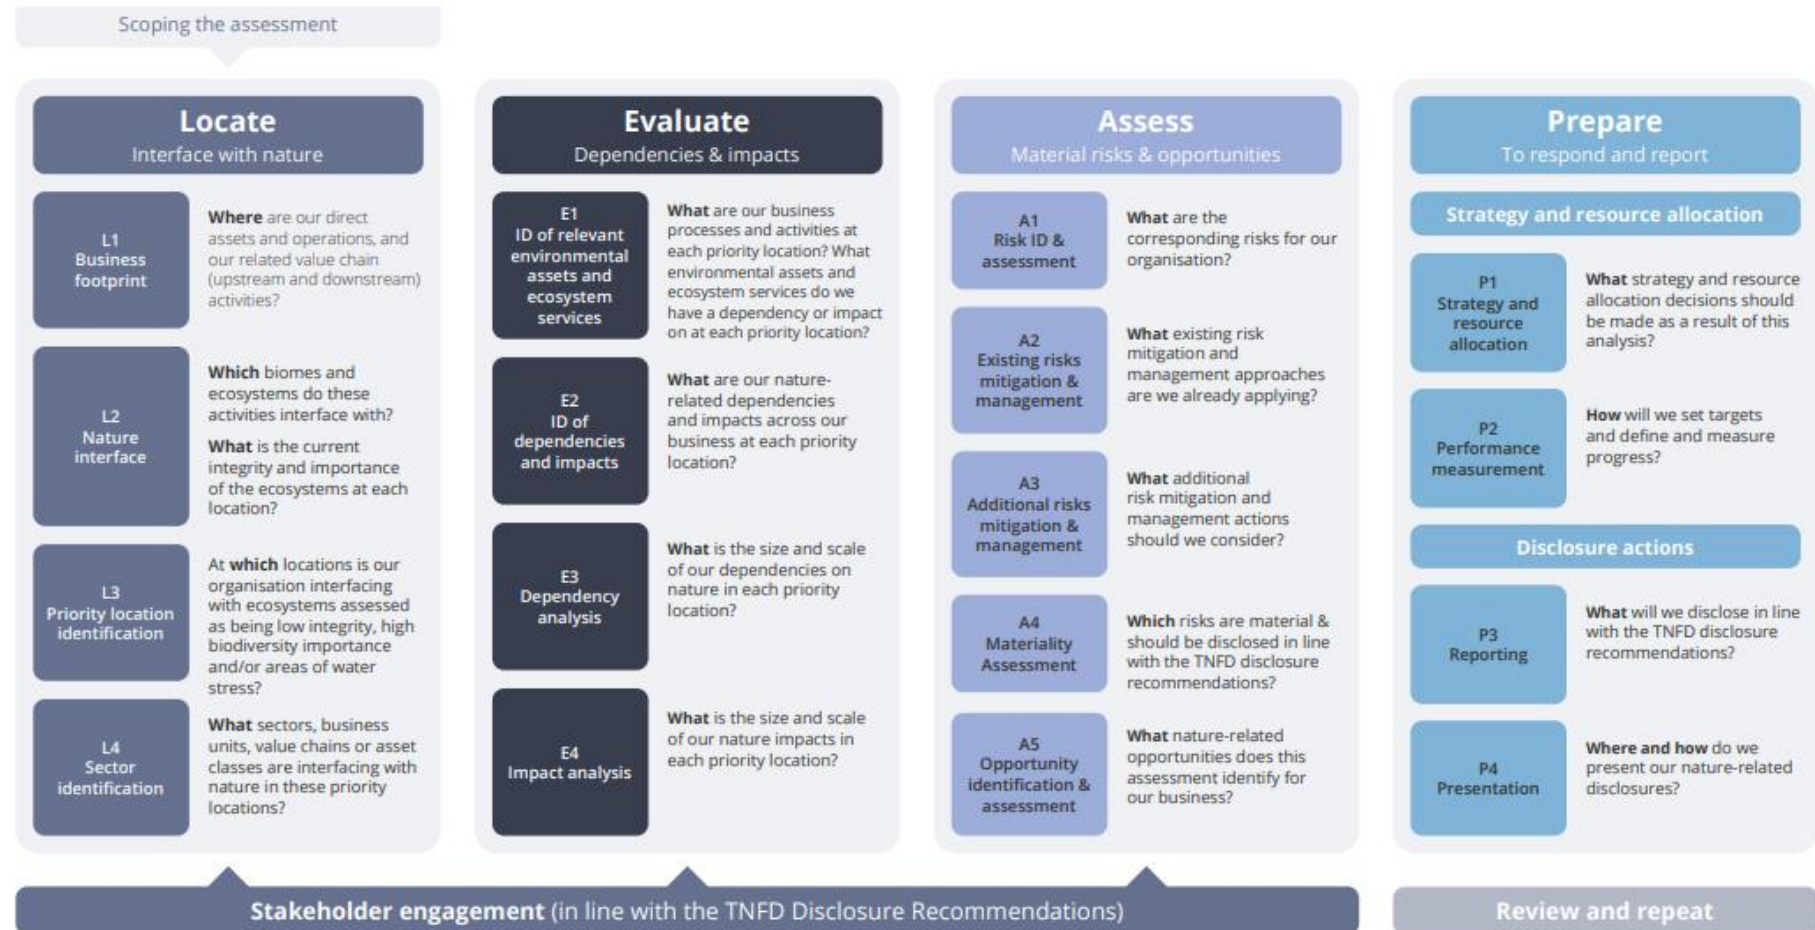 Scoping the assessment
Locate
Interface with nature
L1
Business
footprint
Where are our direct
assets and operations, and
our related value chain
(upstream and downstream)
activities?
L2
Nature
interface
Which biomes and
ecosystems do these
activities interface with?
What is the current
integrity and importance
of the ecosystems at each
location?
L3
Priority location
identification
At which locations is our
organisation interfacing
with ecosystems assessed
as being low integrity, high
biodiversity importance
and/or areas of water
stress?
L4
Sector
identification
What sectors, business
units, value chains or asset
classes are interfacing with
nature in these priority
locations?
Evaluate
Dependencies & impacts
E1
ID of relevant
environmental
assets and
ecosystem
services
What are our business
processes and activities at
each priority location? What
environmental assets and
ecosystem services do we
have a dependency or impact
on at each priority location?
E2
ID of
dependencies
and impacts
What are our nature-
related dependencies
and impacts across our
business at each priority
location?
E3
Dependency
analysis
What is the size and scale
of our dependencies on
nature in each priority
location?
E4
Impact analysis
What is the size and scale
of our nature impacts in
each priority location?
Assess
Material risks & opportunities
A1
Risk ID &
assessment
What are the
corresponding risks for our
organisation?
A2
Existing risks
mitigation &
management
What existing risk
mitigation and
management approaches
are we already applying?
A3
Additional risks
mitigation &
management
What additional
risk mitigation and
management actions
should we consider?
A4
Materiality
Assessment
Which risks are material &
should be disclosed in line
with the TNFD disclosure
recommendations?
A5
Opportunity
identification &
assessment
What nature-related
opportunities does this
assessment identify for
our business?
Prepare
To respond and report
Strategy and resource allocation
P1
Strategy and
resource
allocation
What strategy and resource
allocation decisions should
be made as a result of this
analysis?
P2
Performance
measurement
How will we set targets
and define and measure
progress?
Disclosure actions
P3
Reporting
What will we disclose in line
with the TNFD disclosure
recommendations?
P4
Presentation
Where and how do we
present our nature-related
disclosures?
Stakeholder engagement (in line with the TNFD Disclosure Recommendations)
Review and repeat